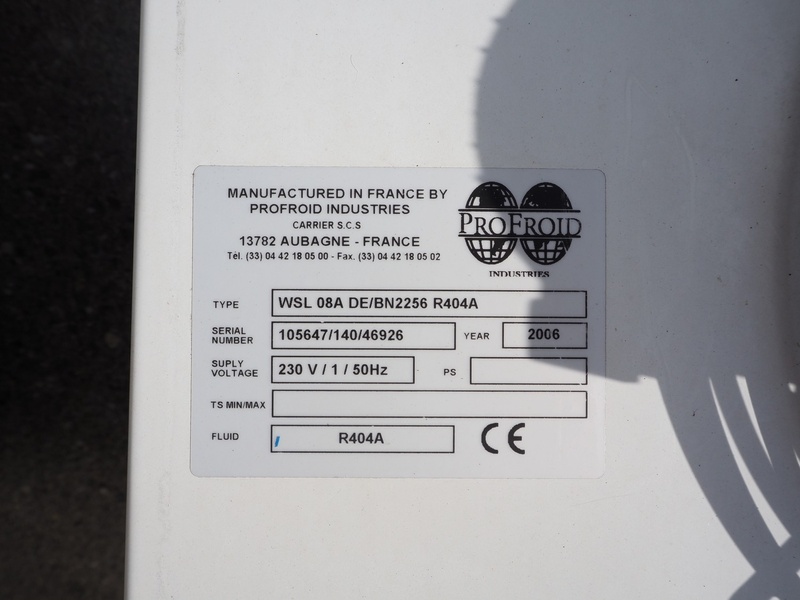 MANUFACTURED IN FRANCE BY
PROFROID INDUSTRIES
CARRIER S.C.S
13782 AUBAGNE - FRANCE
Tél. (33) 04 42 18 05 00 - Fax. (33) 04 42 18 05 02
PROFROID
INDUSTRIES
TYPE WSL 08A DE/BN2256 R404A
SERIAL NUMBER 105647/140/46926 YEAR 2006
SUPLY VOLTAGE 230 V / 1 / 50Hz PS
TS MIN/MAX
FLUID R404A CE